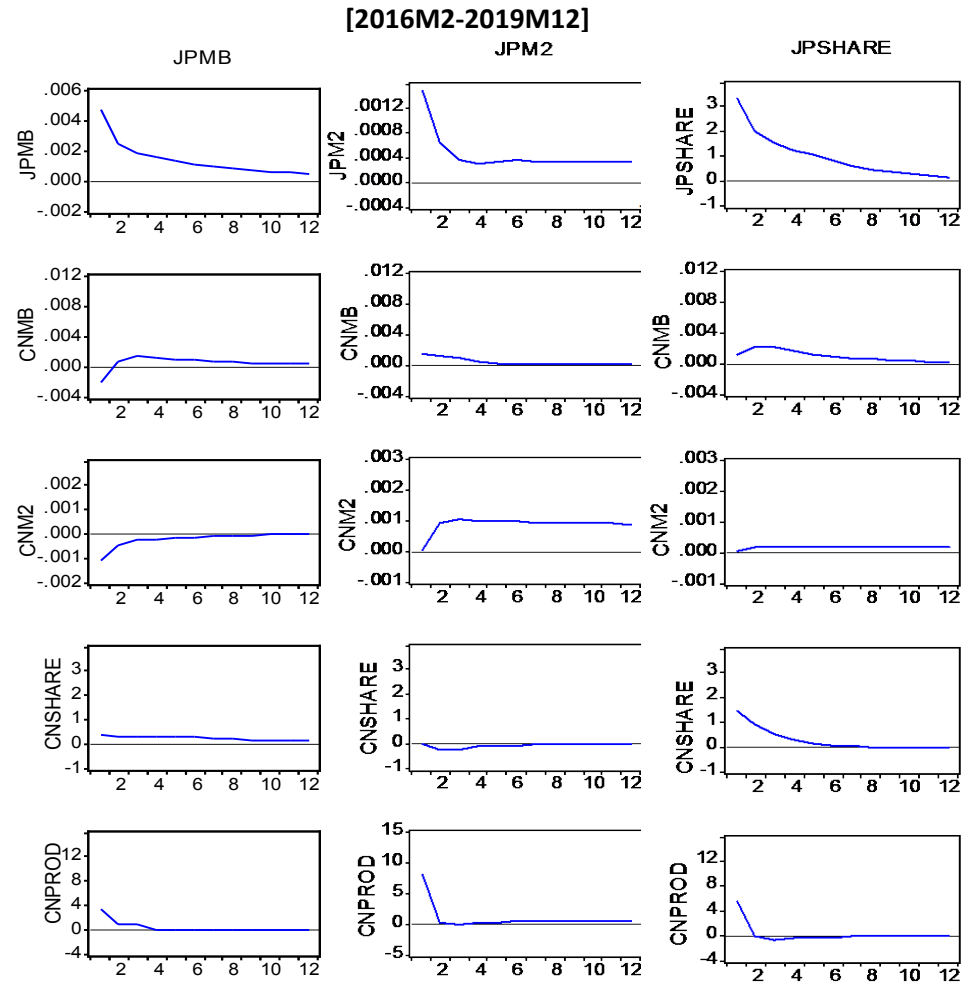 [2016M2-2019M12]
JPMB
JPM2
JPSHARE
JPMB
.006
.004
.002
.000
-.002
2 4 6 8 10 12
JPM2
.0012
.0008
.0004
.0000
-.0004
2 4 6 8 10 12
JPSHARE
3
2
1
0
-1
2 4 6 8 10 12
CNMB
.012
.008
.004
.000
-.004
2 4 6 8 10 12
CNMB
.012
.008
.004
.000
-.004
2 4 6 8 10 12
CNMB
.012
.008
.004
.000
-.004
2 4 6 8 10 12
CNM2
.002
.001
.000
-.001
-.002
2 4 6 8 10 12
CNM2
.003
.002
.001
.000
-.001
2 4 6 8 10 12
CNM2
.003
.002
.001
.000
-.001
2 4 6 8 10 12
CNSHARE
3
2
1
0
-1
2 4 6 8 10 12
CNSHARE
3
2
1
0
-1
2 4 6 8 10 12
CNSHARE
3
2
1
0
-1
2 4 6 8 10 12
CNPROD
12
8
4
0
-4
2 4 6 8 10 12
CNPROD
15
10
5
0
-5
2 4 6 8 10 12
CNPROD
12
8
4
0
-4
2 4 6 8 10 12